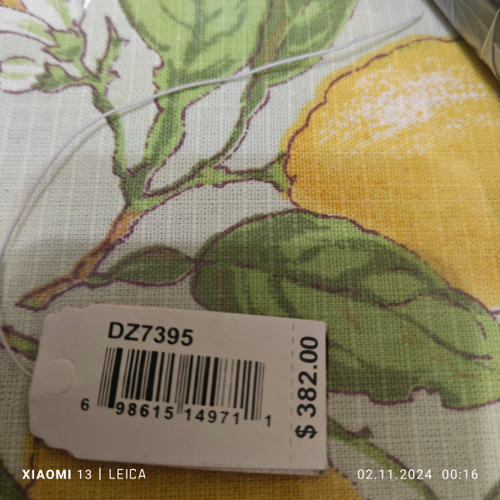 DZ7395
6 98615 14971 1
$ 382.00
XIAOMI 13 | LEICA
02.11.2024 00:16